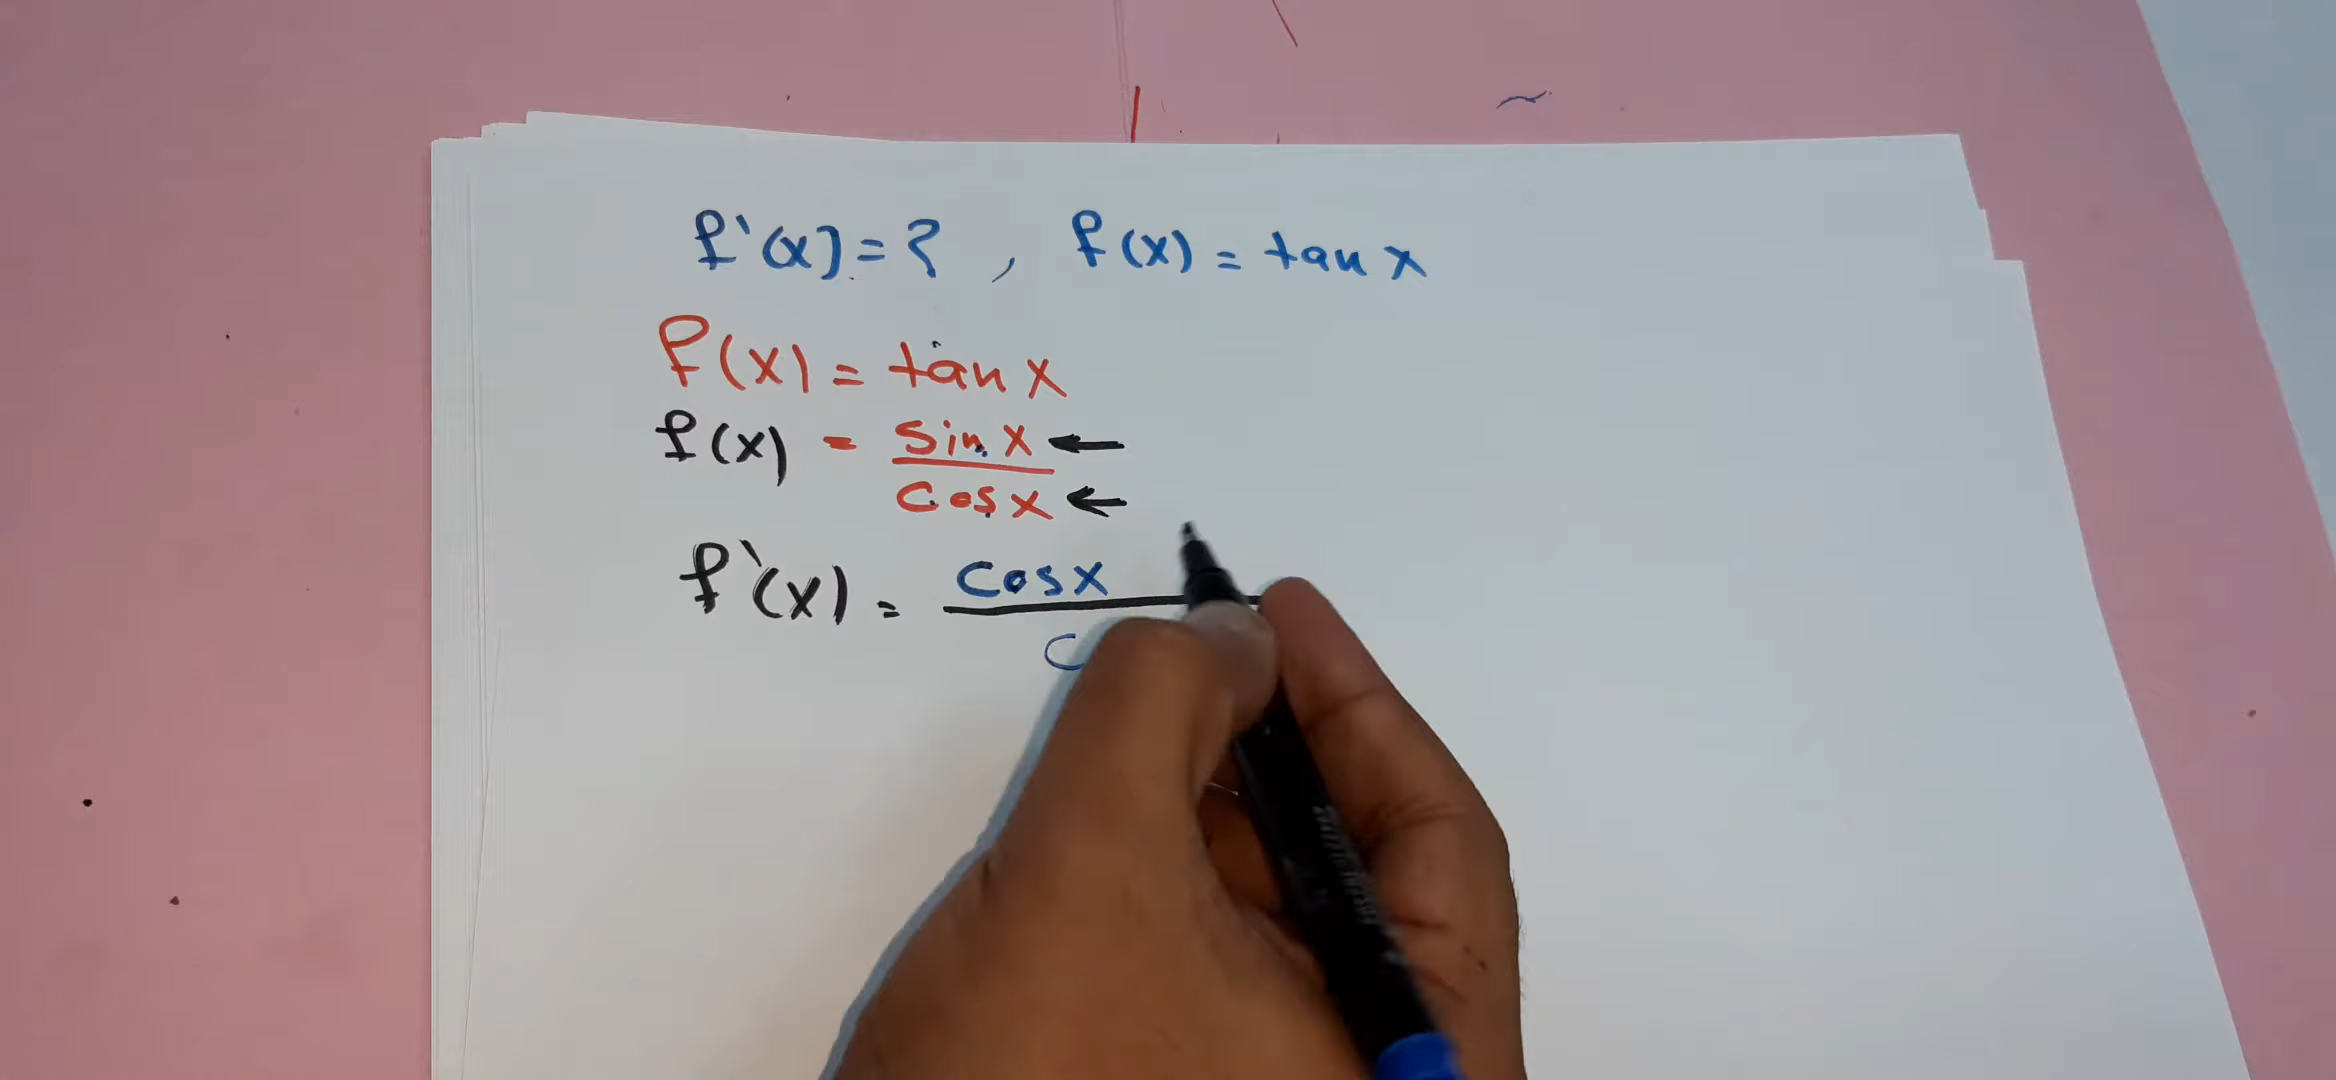 f'(x) = ? , f(x) = tan x
f(x) = tan x
f(x) = sin x ←
cos x ←
f'(x) = cos x
c